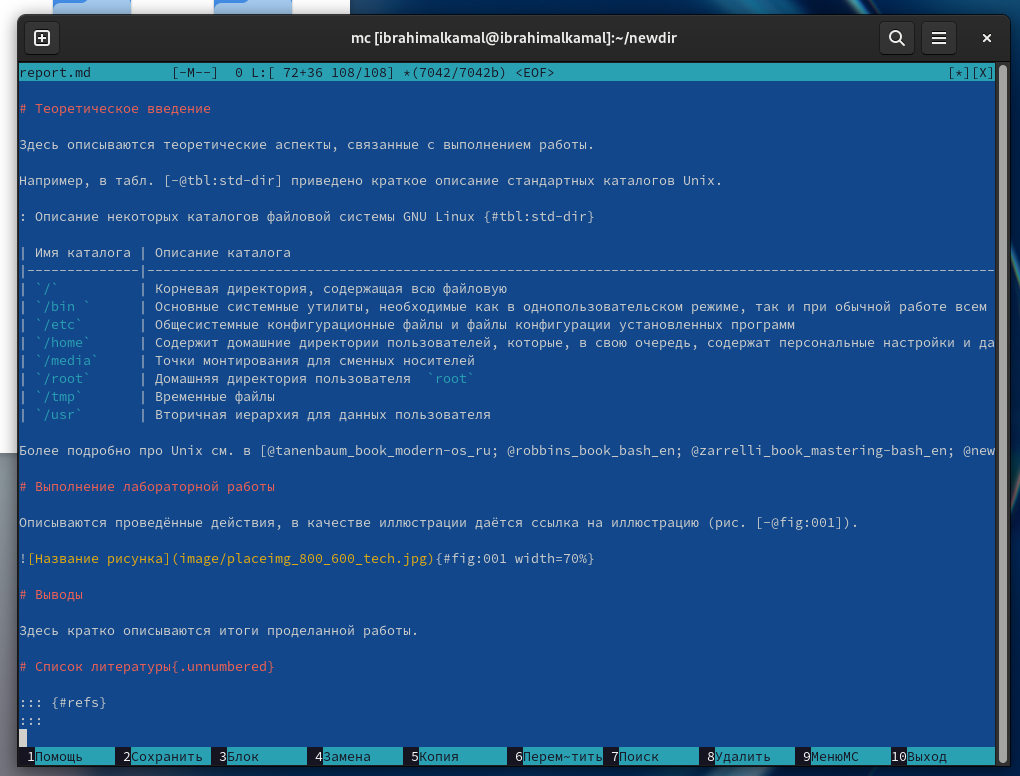 mc [ibrahimalkamal@ibrahimalkamal]:~/newdir
report.md [-M--] 0 L:[ 72+36 108/108] *(7042/7042b) <EOF> [*][X]
# Теоретическое введение
Здесь описываются теоретические аспекты, связанные с выполнением работы.
Например, в табл. [-@tbl:std-dir] приведено краткое описание стандартных каталогов Unix.
: Описание некоторых каталогов файловой системы GNU Linux {#tbl:std-dir}
| Имя каталога | Описание каталога
|--------------|----------------------------------------------------------------------------------------------------------
| `/` | Корневая директория, содержащая всю файловую
| `/bin ` | Основные системные утилиты, необходимые как в однопользовательском режиме, так и при обычной работе всем
| `/etc` | Общесистемные конфигурационные файлы и файлы конфигурации установленных программ
| `/home` | Содержит домашние директории пользователей, которые, в свою очередь, содержат персональные настройки и да
| `/media` | Точки монтирования для сменных носителей
| `/root` | Домашняя директория пользователя `root`
| `/tmp` | Временные файлы
| `/usr` | Вторичная иерархия для данных пользователя
Более подробно про Unix см. в [@tanenbaum_book_modern-os_ru; @robbins_book_bash_en; @zarrelli_book_mastering-bash_en; @new
# Выполнение лабораторной работы
Описываются проведённые действия, в качестве иллюстрации даётся ссылка на иллюстрацию (рис. [-@fig:001]).
![Название рисунка](image/placeimg_800_600_tech.jpg){#fig:001 width=70%}
# Выводы
Здесь кратко описываются итоги проделанной работы.
# Список литературы{.unnumbered}
::: {#refs}
:::
1Помощь 2Сохранить 3Блок 4Замена 5Копия 6Перем~тить 7Поиск 8Удалить 9МенюMC 10Выход